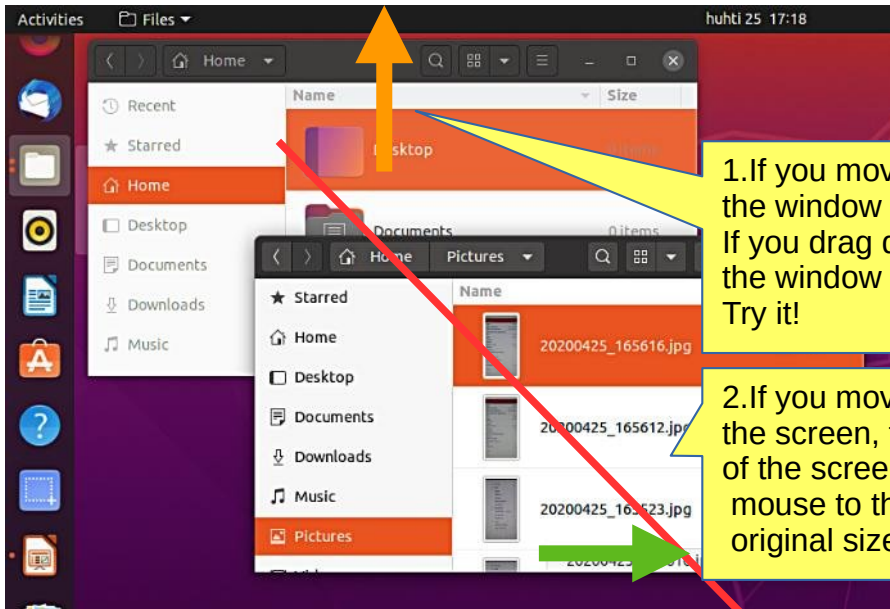 Activities
Files
huhti 25 17:18
Home
Name
Size
Recent
Starred
Home
Desktop
Documents
Downloads
Music
Desktop
0 items
Documents
0 items
Home
Pictures
Name
Starred
Home
Desktop
Documents
Downloads
Music
Pictures
20200425_165616.jpg
20200425_165612.jpg
1.If you mov
the window
If you drag
the window
Try it!
2.If you mov
the screen,
of the scree
mouse to th
original size